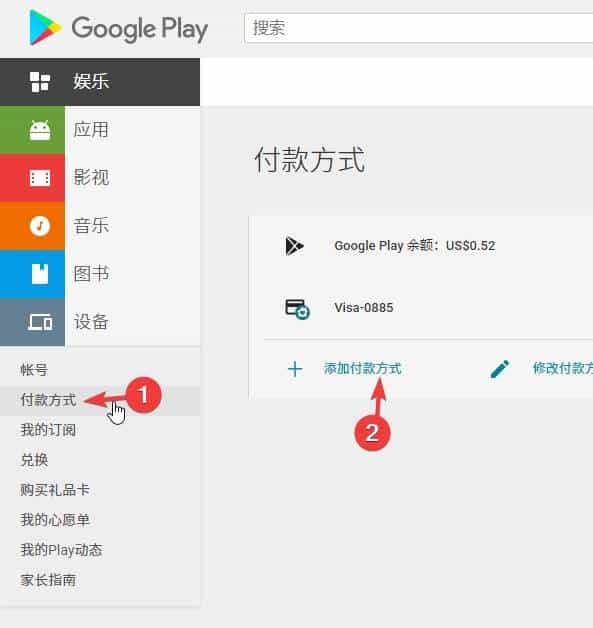 Google Play
搜索
娱乐
应用
影视
音乐
图书
设备
帐号
付款方式
我的订阅
兑换
购买礼品卡
我的心愿单
我的Play动态
家长指南
1
付款方式
Google Play 余额：US$0.52
Visa-0885
添加付款方式
修改付款方
2